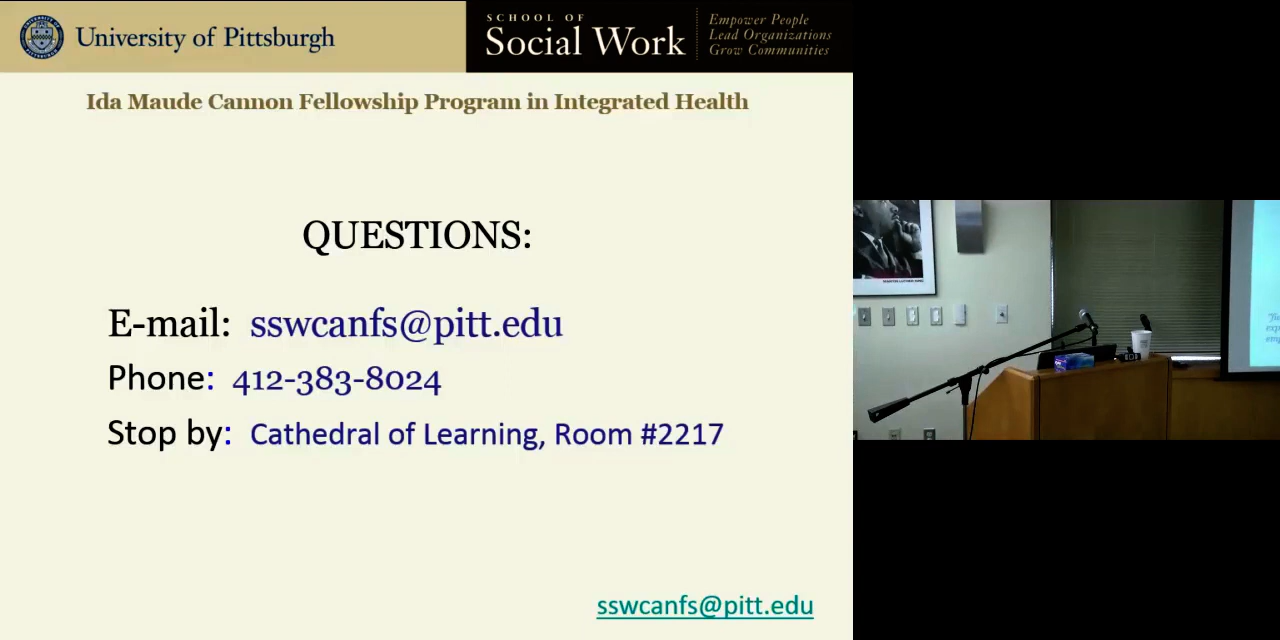 University of Pittsburgh
SCHOOL OF
Social Work
Empower People
Lead Organizations
Grow Communities
Ida Maude Cannon Fellowship Program in Integrated Health
QUESTIONS:
E-mail: sswcanfs@pitt.edu
Phone: 412-383-8024
Stop by: Cathedral of Learning, Room #2217
sswcanfs@pitt.edu